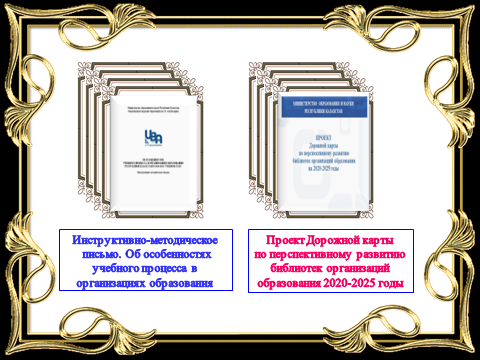 МИНИСТЕРСТВО ОБРАЗОВАНИЯ И НАУКИ
РЕСПУБЛИКИ КАЗАХСТАН
ПРОЕКТ
Дорожной карты
по перспективному развитию
библиотек организаций образования
на 2020-2025 годы
Инструктивно-методическое
письмо. Об особенностях
учебного процесса в
организациях образования
Проект Дорожной карты
по перспективному развитию
библиотек организаций
образования 2020-2025 годы